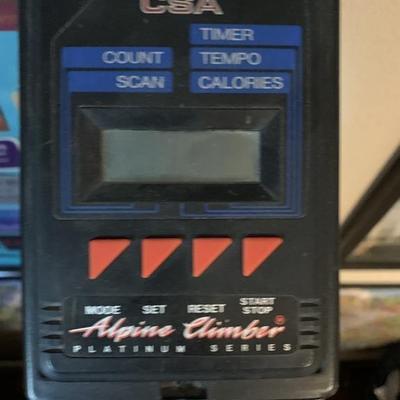 CSA
TIMER
COUNT TEMPO
SCAN CALORIES
MODE SET RESET START STOP
Alpine Climber®
PLATINUM SERIES